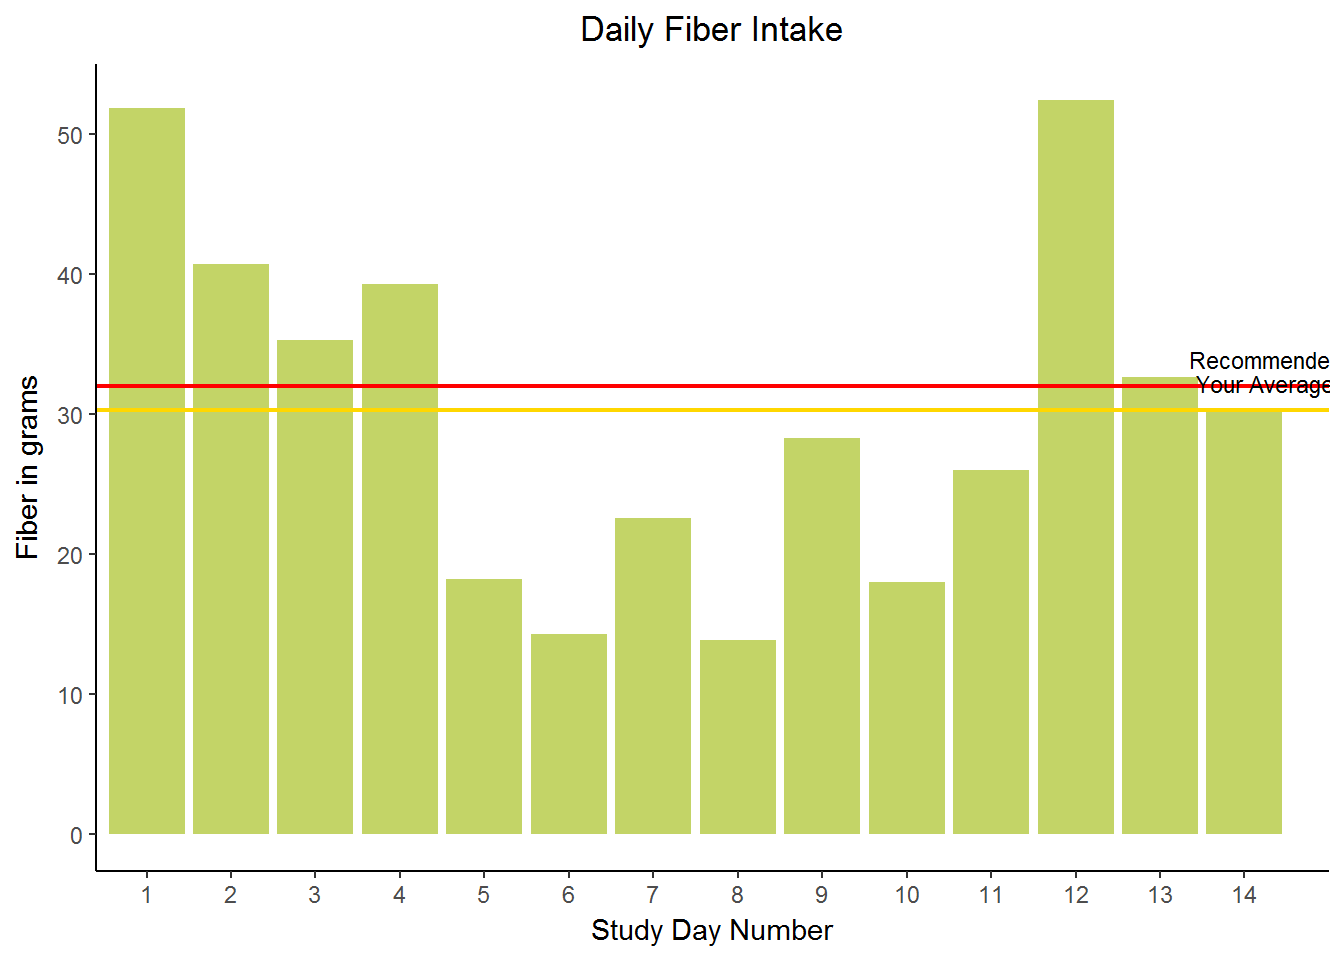 Daily Fiber Intake
Fiber in grams
50
40
30
20
10
0
Recommende
Your Average
1 2 3 4 5 6 7 8 9 10 11 12 13 14
Study Day Number